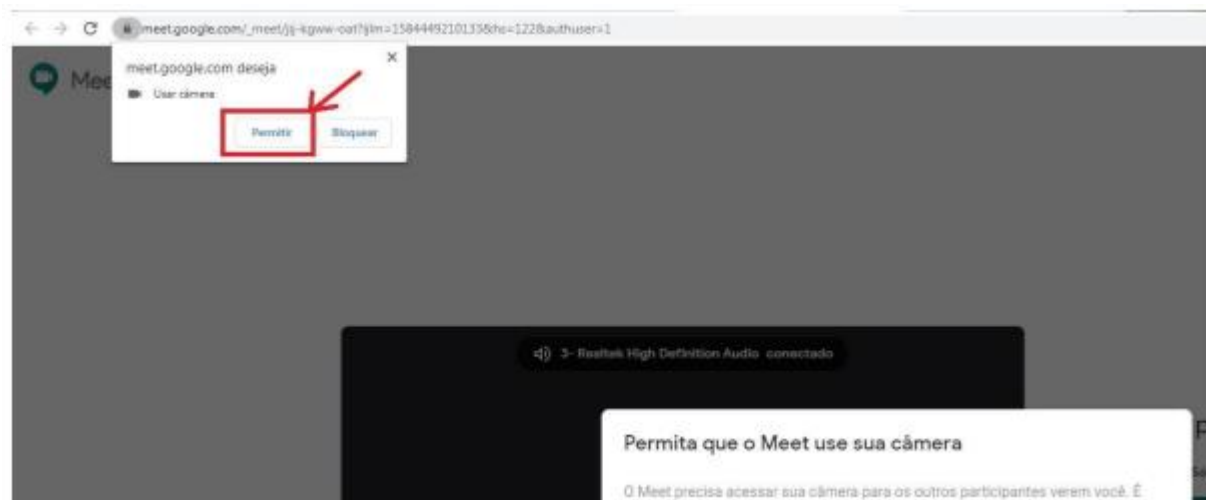 meet.google.com/_meet/jij-kgww-oat?ijlm=1584449210133&hs=122&authuser=1
meet.google.com deseja
Mee
Usar câmera
Permitir Bloquear
3- Realtek High Definition Audio conectado
Permita que o Meet use sua câmera
O Meet precisa acessar sua câmera para os outros participantes verem você. É